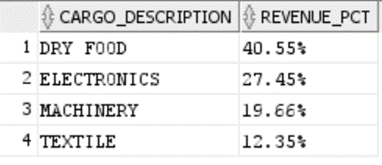 CARGO_DESCRIPTION REVENUE_PCT
1 DRY FOOD 40.55%
2 ELECTRONICS 27.45%
3 MACHINERY 19.66%
4 TEXTILE 12.35%